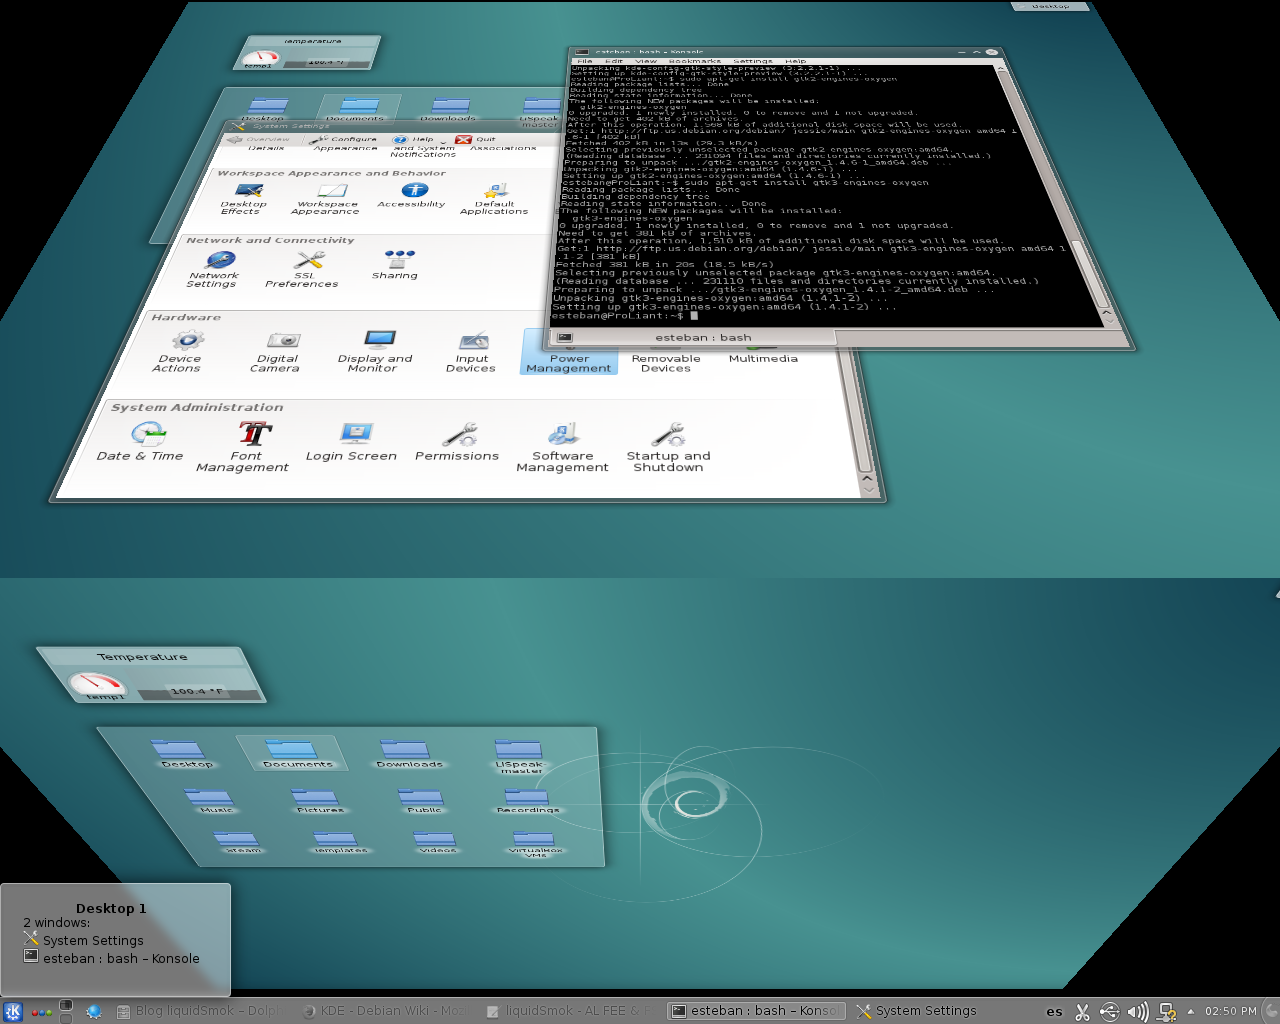 Desktop
Temperature
temp1 100.4 °F
esteban : bash – Konsole
File Edit View Bookmarks Settings Help
Unpacking kde-config-gtk-style-preview (3:2.2.1-1) ...
Setting up kde-config-gtk-style-preview (3:2.2.1-1) ...
esteban@ProLiant:~$ sudo apt-get install gtk2-engines-oxygen
Reading package lists... Done
Building dependency tree
Reading state information... Done
The following NEW packages will be installed:
gtk2-engines-oxygen
0 upgraded, 1 newly installed, 0 to remove and 1 not upgraded.
Need to get 402 kB of archives.
After this operation, 1,568 kB of additional disk space will be used.
Get:1 http://ftp.us.debian.org/debian/ jessie/main gtk2-engines-oxygen amd64 1
.4.6-1 [402 kB]
Fetched 402 kB in 13s (29.3 kB/s)
Selecting previously unselected package gtk2-engines-oxygen:amd64.
(Reading database ... 231094 files and directories currently installed.)
Preparing to unpack .../gtk2-engines-oxygen_1.4.6-1_amd64.deb ...
Unpacking gtk2-engines-oxygen:amd64 (1.4.6-1) ...
Setting up gtk2-engines-oxygen:amd64 (1.4.6-1) ...
esteban@ProLiant:~$ sudo apt-get install gtk3-engines-oxygen
Reading package lists... Done
Building dependency tree
Reading state information... Done
The following NEW packages will be installed:
gtk3-engines-oxygen
0 upgraded, 1 newly installed, 0 to remove and 1 not upgraded.
Need to get 381 kB of archives.
After this operation, 1,510 kB of additional disk space will be used.
Get:1 http://ftp.us.debian.org/debian/ jessie/main gtk3-engines-oxygen amd64 1
.4.1-2 [381 kB]
Fetched 381 kB in 20s (18.5 kB/s)
Selecting previously unselected package gtk3-engines-oxygen:amd64.
(Reading database ... 231110 files and directories currently installed.)
Preparing to unpack .../gtk3-engines-oxygen_1.4.1-2_amd64.deb ...
Unpacking gtk3-engines-oxygen:amd64 (1.4.1-2) ...
Setting up gtk3-engines-oxygen:amd64 (1.4.1-2) ...
esteban@ProLiant:~$
esteban : bash
Desktop Documents Downloads LiSpeak-
master
System Settings
Overview Configure Help Quit
Details Appearance and System Associations
Notifications
Workspace Appearance and Behavior
Desktop Workspace Accessibility Default
Effects Appearance Applications
Network and Connectivity
Network SSL Sharing
Settings Preferences
Hardware
Device Digital Display and Input Power Removable Multimedia
Actions Camera Monitor Devices Management Devices
System Administration
Date & Time Font Login Screen Permissions Software Startup and
Management Management Shutdown
Temperature
temp1 100.4 °F
Desktop Documents Downloads LiSpeak-
master
Music Pictures Public Recordings
Steam Templates Videos VirtualBox
VMs
Desktop 1
2 windows:
System Settings
esteban : bash – Konsole
Blog liquidSmok – Dolp KDE - Debian Wiki - Moz liquidSmok - AL FEE & esteban : bash – Konso System Settings es 02:50 PM